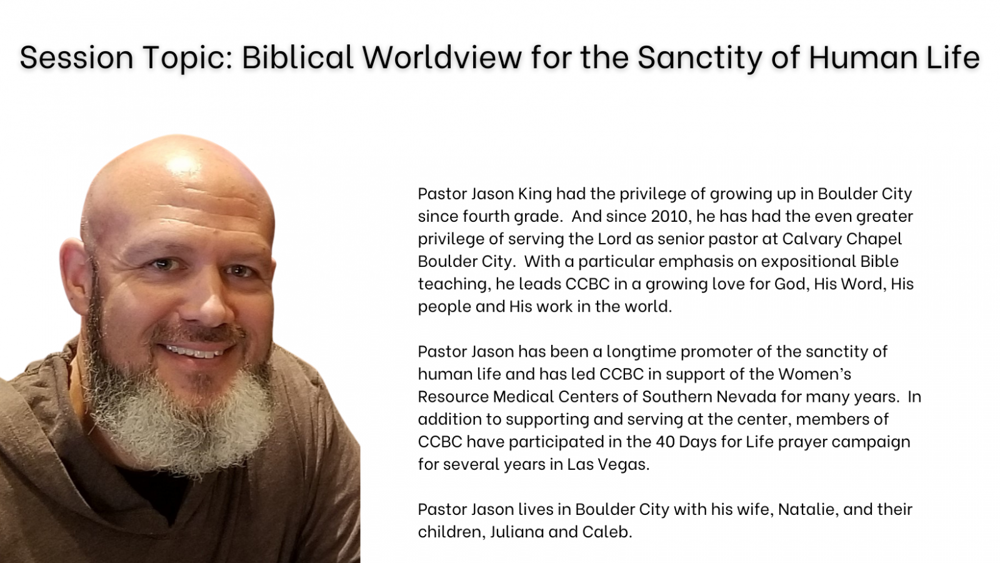 Session Topic: Biblical Worldview for the Sanctity of Human Life
Pastor Jason King had the privilege of growing up in Boulder City
since fourth grade.  And since 2010, he has had the even greater
privilege of serving the Lord as senior pastor at Calvary Chapel
Boulder City.  With a particular emphasis on expositional Bible
teaching, he leads CCBC in a growing love for God, His Word, His
people and His work in the world.
Pastor Jason has been a longtime promoter of the sanctity of
human life and has led CCBC in support of the Women’s
Resource Medical Centers of Southern Nevada for many years.  In
addition to supporting and serving at the center, members of
CCBC have participated in the 40 Days for Life prayer campaign
for several years in Las Vegas.
Pastor Jason lives in Boulder City with his wife, Natalie, and their
children, Juliana and Caleb.